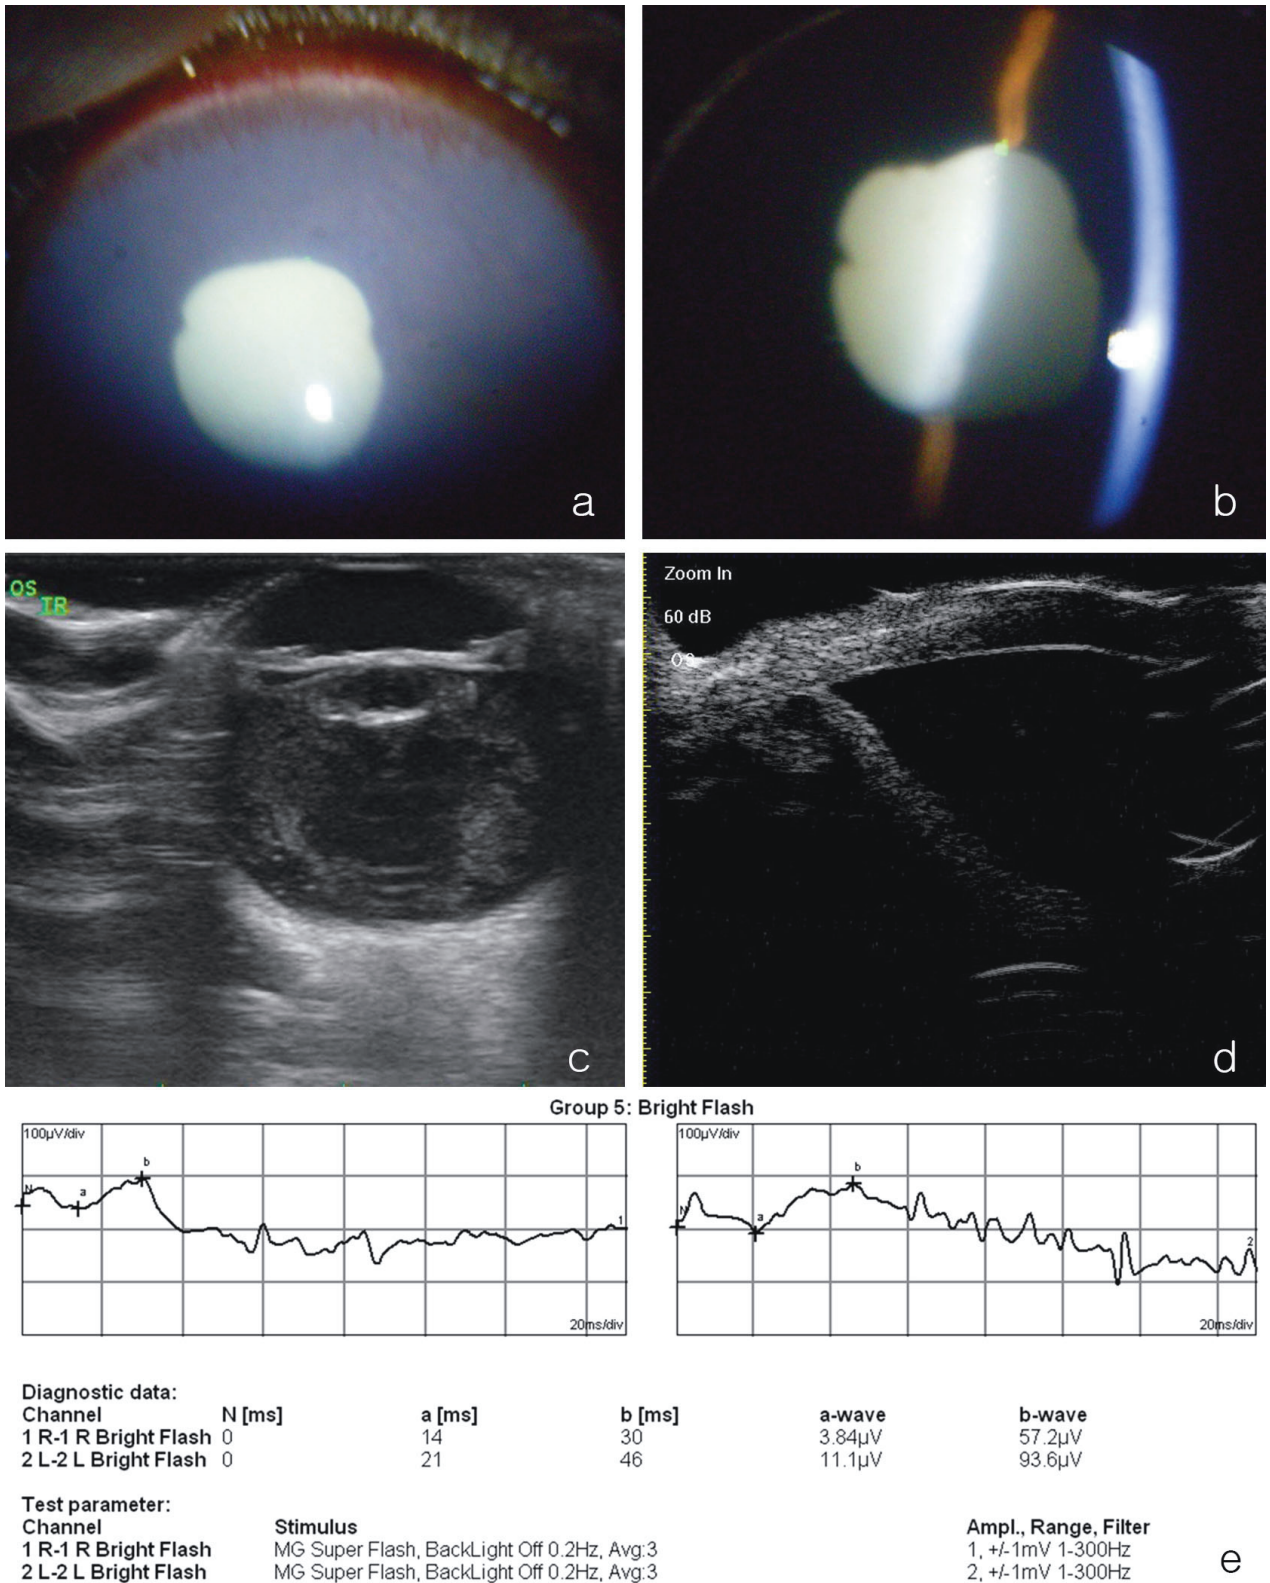 a
b
OS
IR
c
Zoom In
60 dB
OS
d
Group 5: Bright Flash
100µV/div
N
a
b
1
20ms/div
100µV/div
N
a
b
2
20ms/div
Diagnostic data:
Channel N [ms] a [ms] b [ms] a-wave b-wave
1 R-1 R Bright Flash 0 14 30 3.84µV 57.2µV
2 L-2 L Bright Flash 0 21 46 11.1µV 93.6µV
Test parameter:
Channel Stimulus Ampl., Range, Filter
1 R-1 R Bright Flash MG Super Flash, BackLight Off 0.2Hz, Avg:3 1, +/-1mV 1-300Hz
2 L-2 L Bright Flash MG Super Flash, BackLight Off 0.2Hz, Avg:3 2, +/-1mV 1-300Hz
e